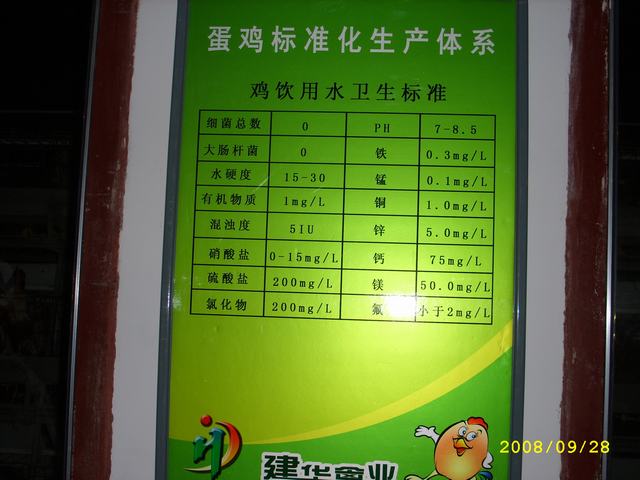 蛋鸡标准化生产体系
鸡饮用水卫生标准
细菌总数 0 PH 7-8.5
大肠杆菌 0 铁 0.3mg/L
水硬度 15-30 锰 0.1mg/L
有机物质 1mg/L 铜 1.0mg/L
混浊度 5IU 锌 5.0mg/L
硝酸盐 0-15mg/L 钙 75mg/L
硫酸盐 200mg/L 镁 50.0mg/L
氯化物 200mg/L 氟 小于2mg/L
建华禽业
2008/09/28